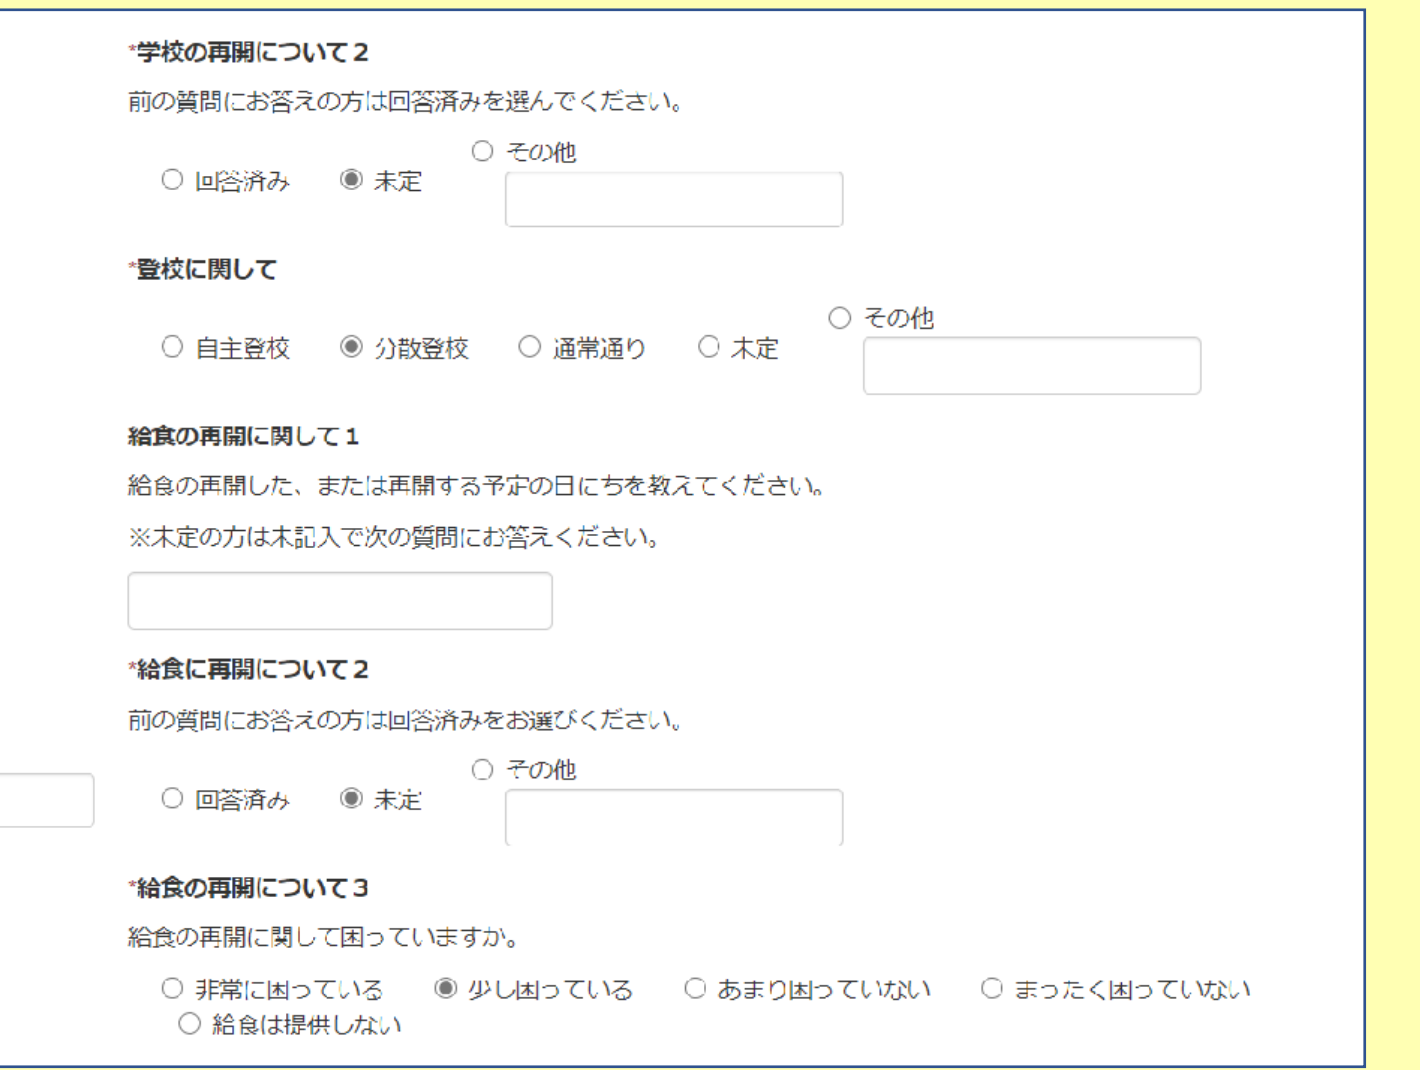 *学校の再開について２
前の質問にお答えの方は回答済みを選んでください。
回答済み 未定 その他
*登校に関して
自主登校 分散登校 通常通り 未定 その他
給食の再開に関して１
給食の再開した、または再開する予定の日にちを教えてください。
※未定の方は未記入で次の質問にお答えください。
*給食に再開について２
前の質問にお答えの方は回答済みをお選びください。
回答済み 未定 その他
*給食の再開について３
給食の再開に関して困っていますか。
非常に困っている 少し困っている あまり困っていない まったく困っていない
給食は提供しない